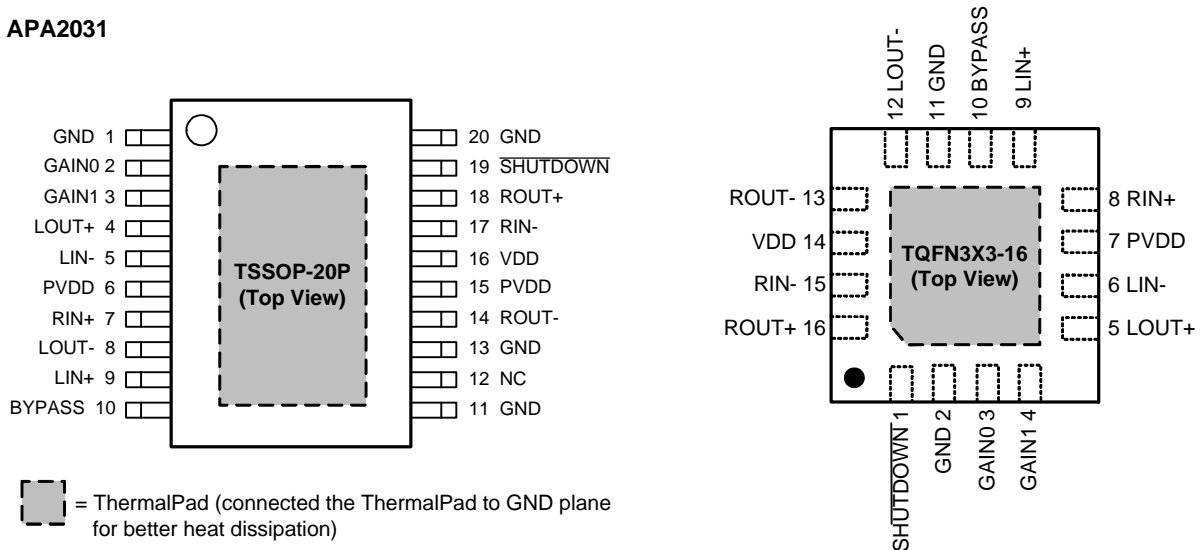 APA2031
GND 1
GAIN0 2
GAIN1 3
LOUT+ 4
LIN- 5
PVDD 6
RIN+ 7
LOUT- 8
LIN+ 9
BYPASS 10
TSSOP-20P
(Top View)
20 GND
19 SHUTDOWN
18 ROUT+
17 RIN-
16 VDD
15 PVDD
14 ROUT-
13 GND
12 NC
11 GND
= ThermalPad (connected the ThermalPad to GND plane
for better heat dissipation)
12 LOUT-
11 GND
10 BYPASS
9 LIN+
ROUT- 13
VDD 14
RIN- 15
ROUT+ 16
TQFN3X3-16
(Top View)
8 RIN+
7 PVDD
6 LIN-
5 LOUT+
SHUTDOWN 1
GND 2
GAIN0 3
GAIN1 4